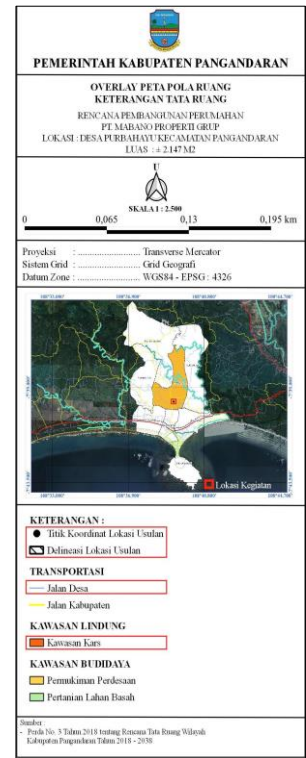 PEMERINTAH KABUPATEN PANGANDARAN
OVERLAY PETA POLA RUANG
KETERANGAN TATA RUANG
RENCANA PEMBANGUNAN PERUMAHAN
PT. MABANO PROPERTI GRUP
LOKASI : DESA PURBAHAYU KECAMATAN PANGANDARAN
LUAS : ± 2.147 M2
U
SKALA 1 : 2.500
0 0,065 0,13 0,195 km
Proyeksi : ........................ Transverse Mercator
Sistem Grid : ........................ Grid Geografi
Datum Zone : ........................ WGS84 - EPSG : 4326
Lokasi Kegiatan
KETERANGAN :
Titik Koordinat Lokasi Usulan
Delineasi Lokasi Usulan
TRANSPORTASI
Jalan Desa
Jalan Kabupaten
KAWASAN LINDUNG
Kawasan Kars
KAWASAN BUDIDAYA
Permukiman Perdesaan
Pertanian Lahan Basah
Sumber :
- Perda No. 3 Tahun 2018 tentang Rencana Tata Ruang Wilayah
Kabupaten Pangandaran Tahun 2018 - 2038